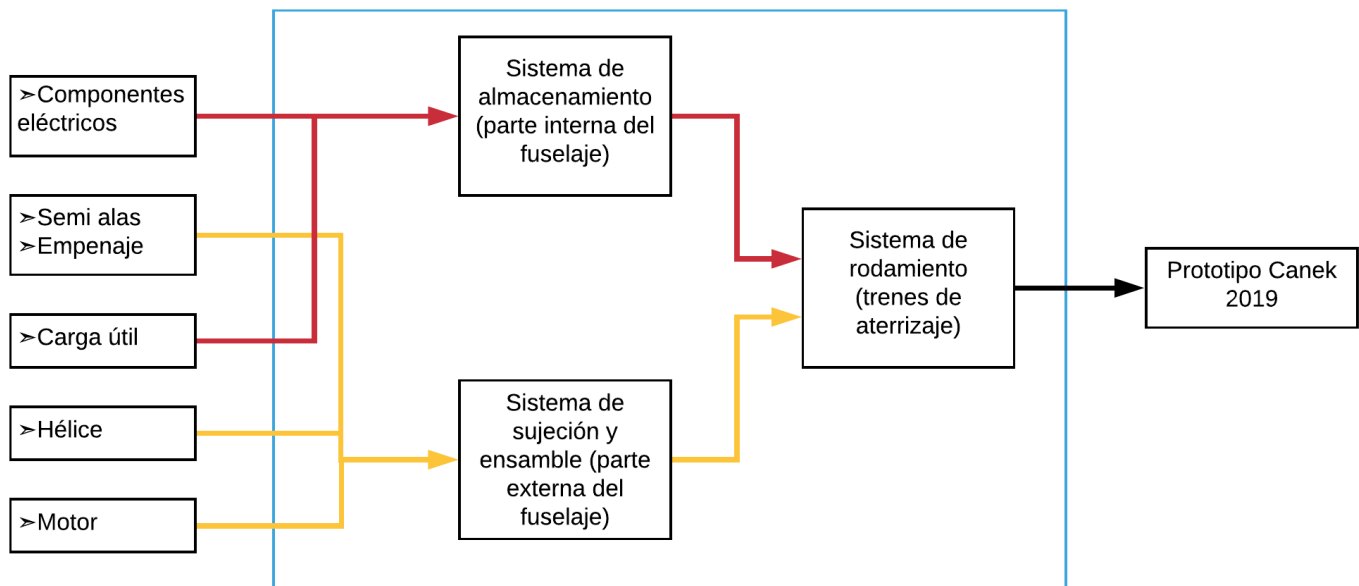 ➤Componentes
eléctricos
➤Semi alas
➤Empenaje
➤Carga útil
➤Hélice
➤Motor
Sistema de
almacenamiento
(parte interna del
fuselaje)
Sistema de
sujeción y
ensamble (parte
externa del
fuselaje)
Sistema de
rodamiento
(trenes de
aterrizaje)
Prototipo Canek
2019